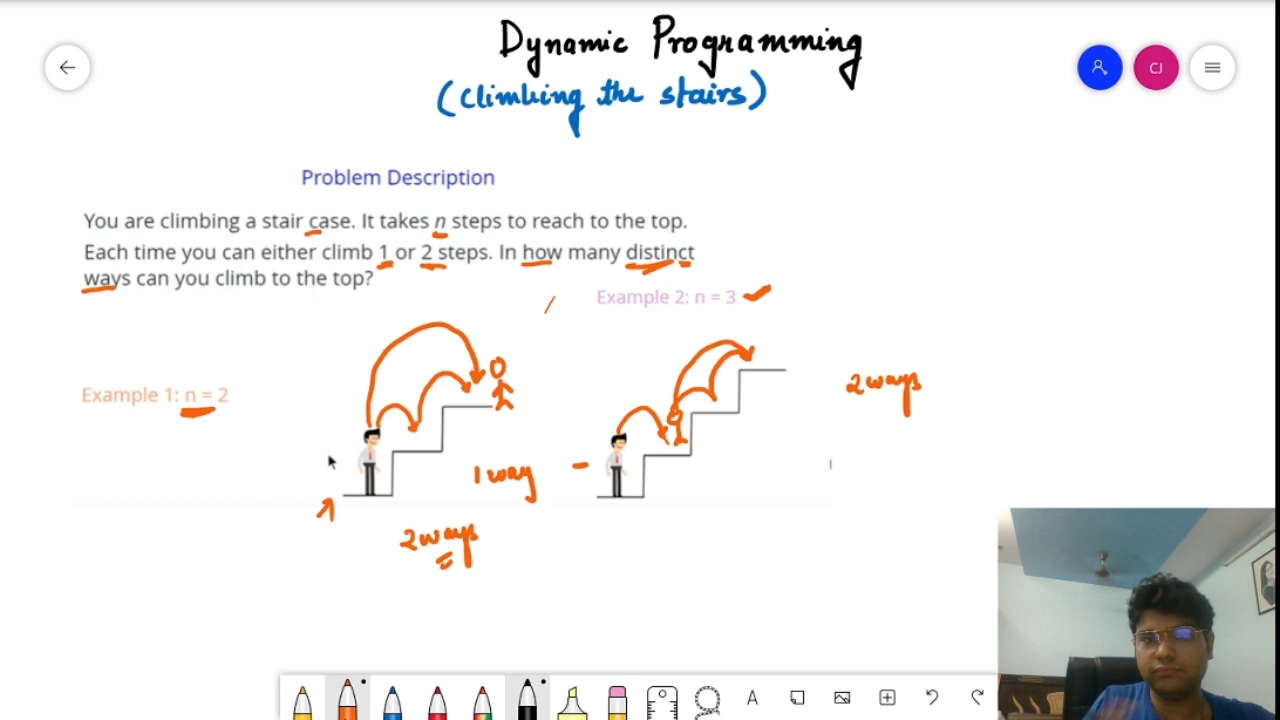 Dynamic Programming
(Climbing the stairs)
CJ
Problem Description
You are climbing a stair case. It takes n steps to reach to the top.
Each time you can either climb 1 or 2 steps. In how many distinct
ways can you climb to the top?
Example 2: n = 3
Example 1: n = 2
2 ways
1 way
2 ways
A